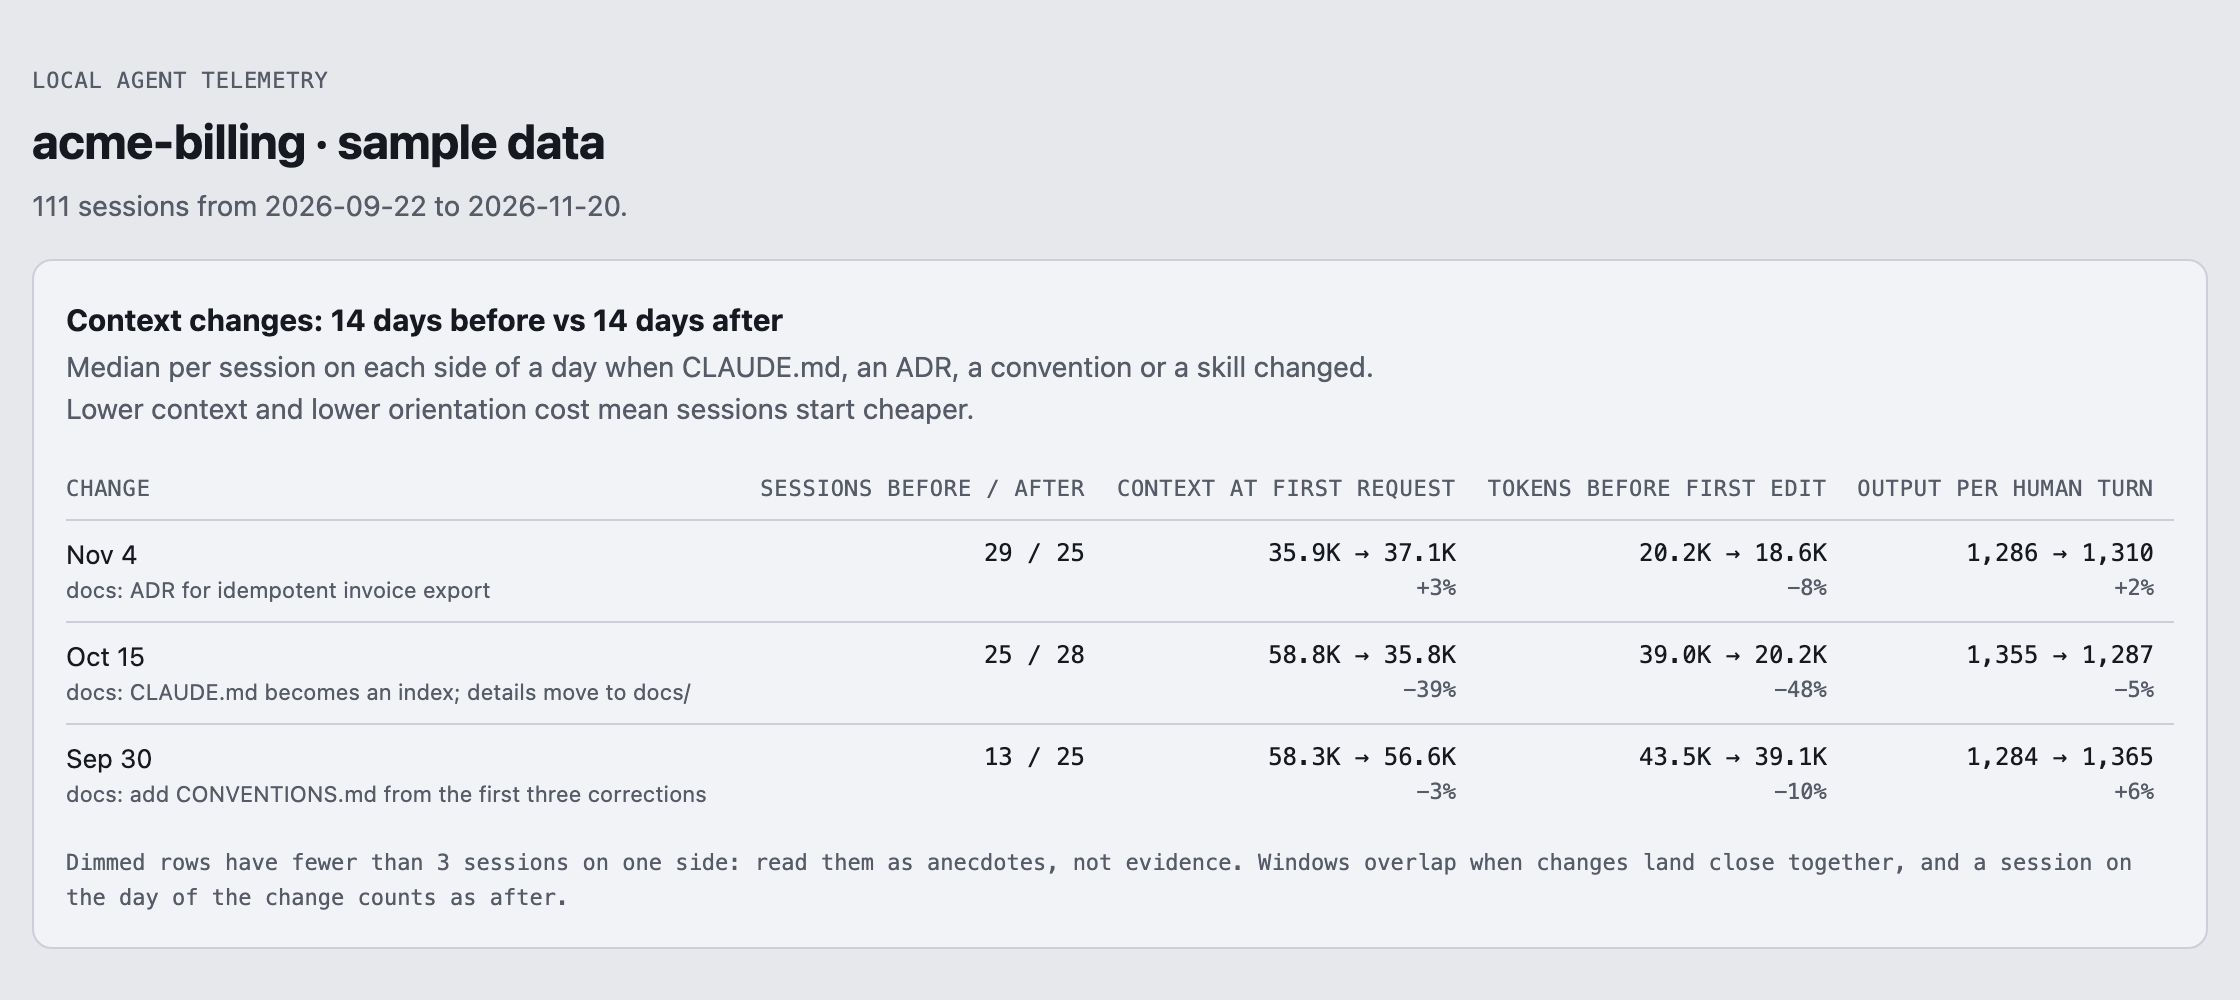 LOCAL AGENT TELEMETRY
acme-billing · sample data
111 sessions from 2026-09-22 to 2026-11-20.
Context changes: 14 days before vs 14 days after
Median per session on each side of a day when CLAUDE.md, an ADR, a convention or a skill changed.
Lower context and lower orientation cost mean sessions start cheaper.
CHANGE SESSIONS BEFORE / AFTER CONTEXT AT FIRST REQUEST TOKENS BEFORE FIRST EDIT OUTPUT PER HUMAN TURN
Nov 4 29 / 25 35.9K → 37.1K 20.2K → 18.6K 1,286 → 1,310
docs: ADR for idempotent invoice export +3% −8% +2%
Oct 15 25 / 28 58.8K → 35.8K 39.0K → 20.2K 1,355 → 1,287
docs: CLAUDE.md becomes an index; details move to docs/ −39% −48% −5%
Sep 30 13 / 25 58.3K → 56.6K 43.5K → 39.1K 1,284 → 1,365
docs: add CONVENTIONS.md from the first three corrections −3% −10% +6%
Dimmed rows have fewer than 3 sessions on one side: read them as anecdotes, not evidence. Windows overlap when changes land close together, and a session on
the day of the change counts as after.